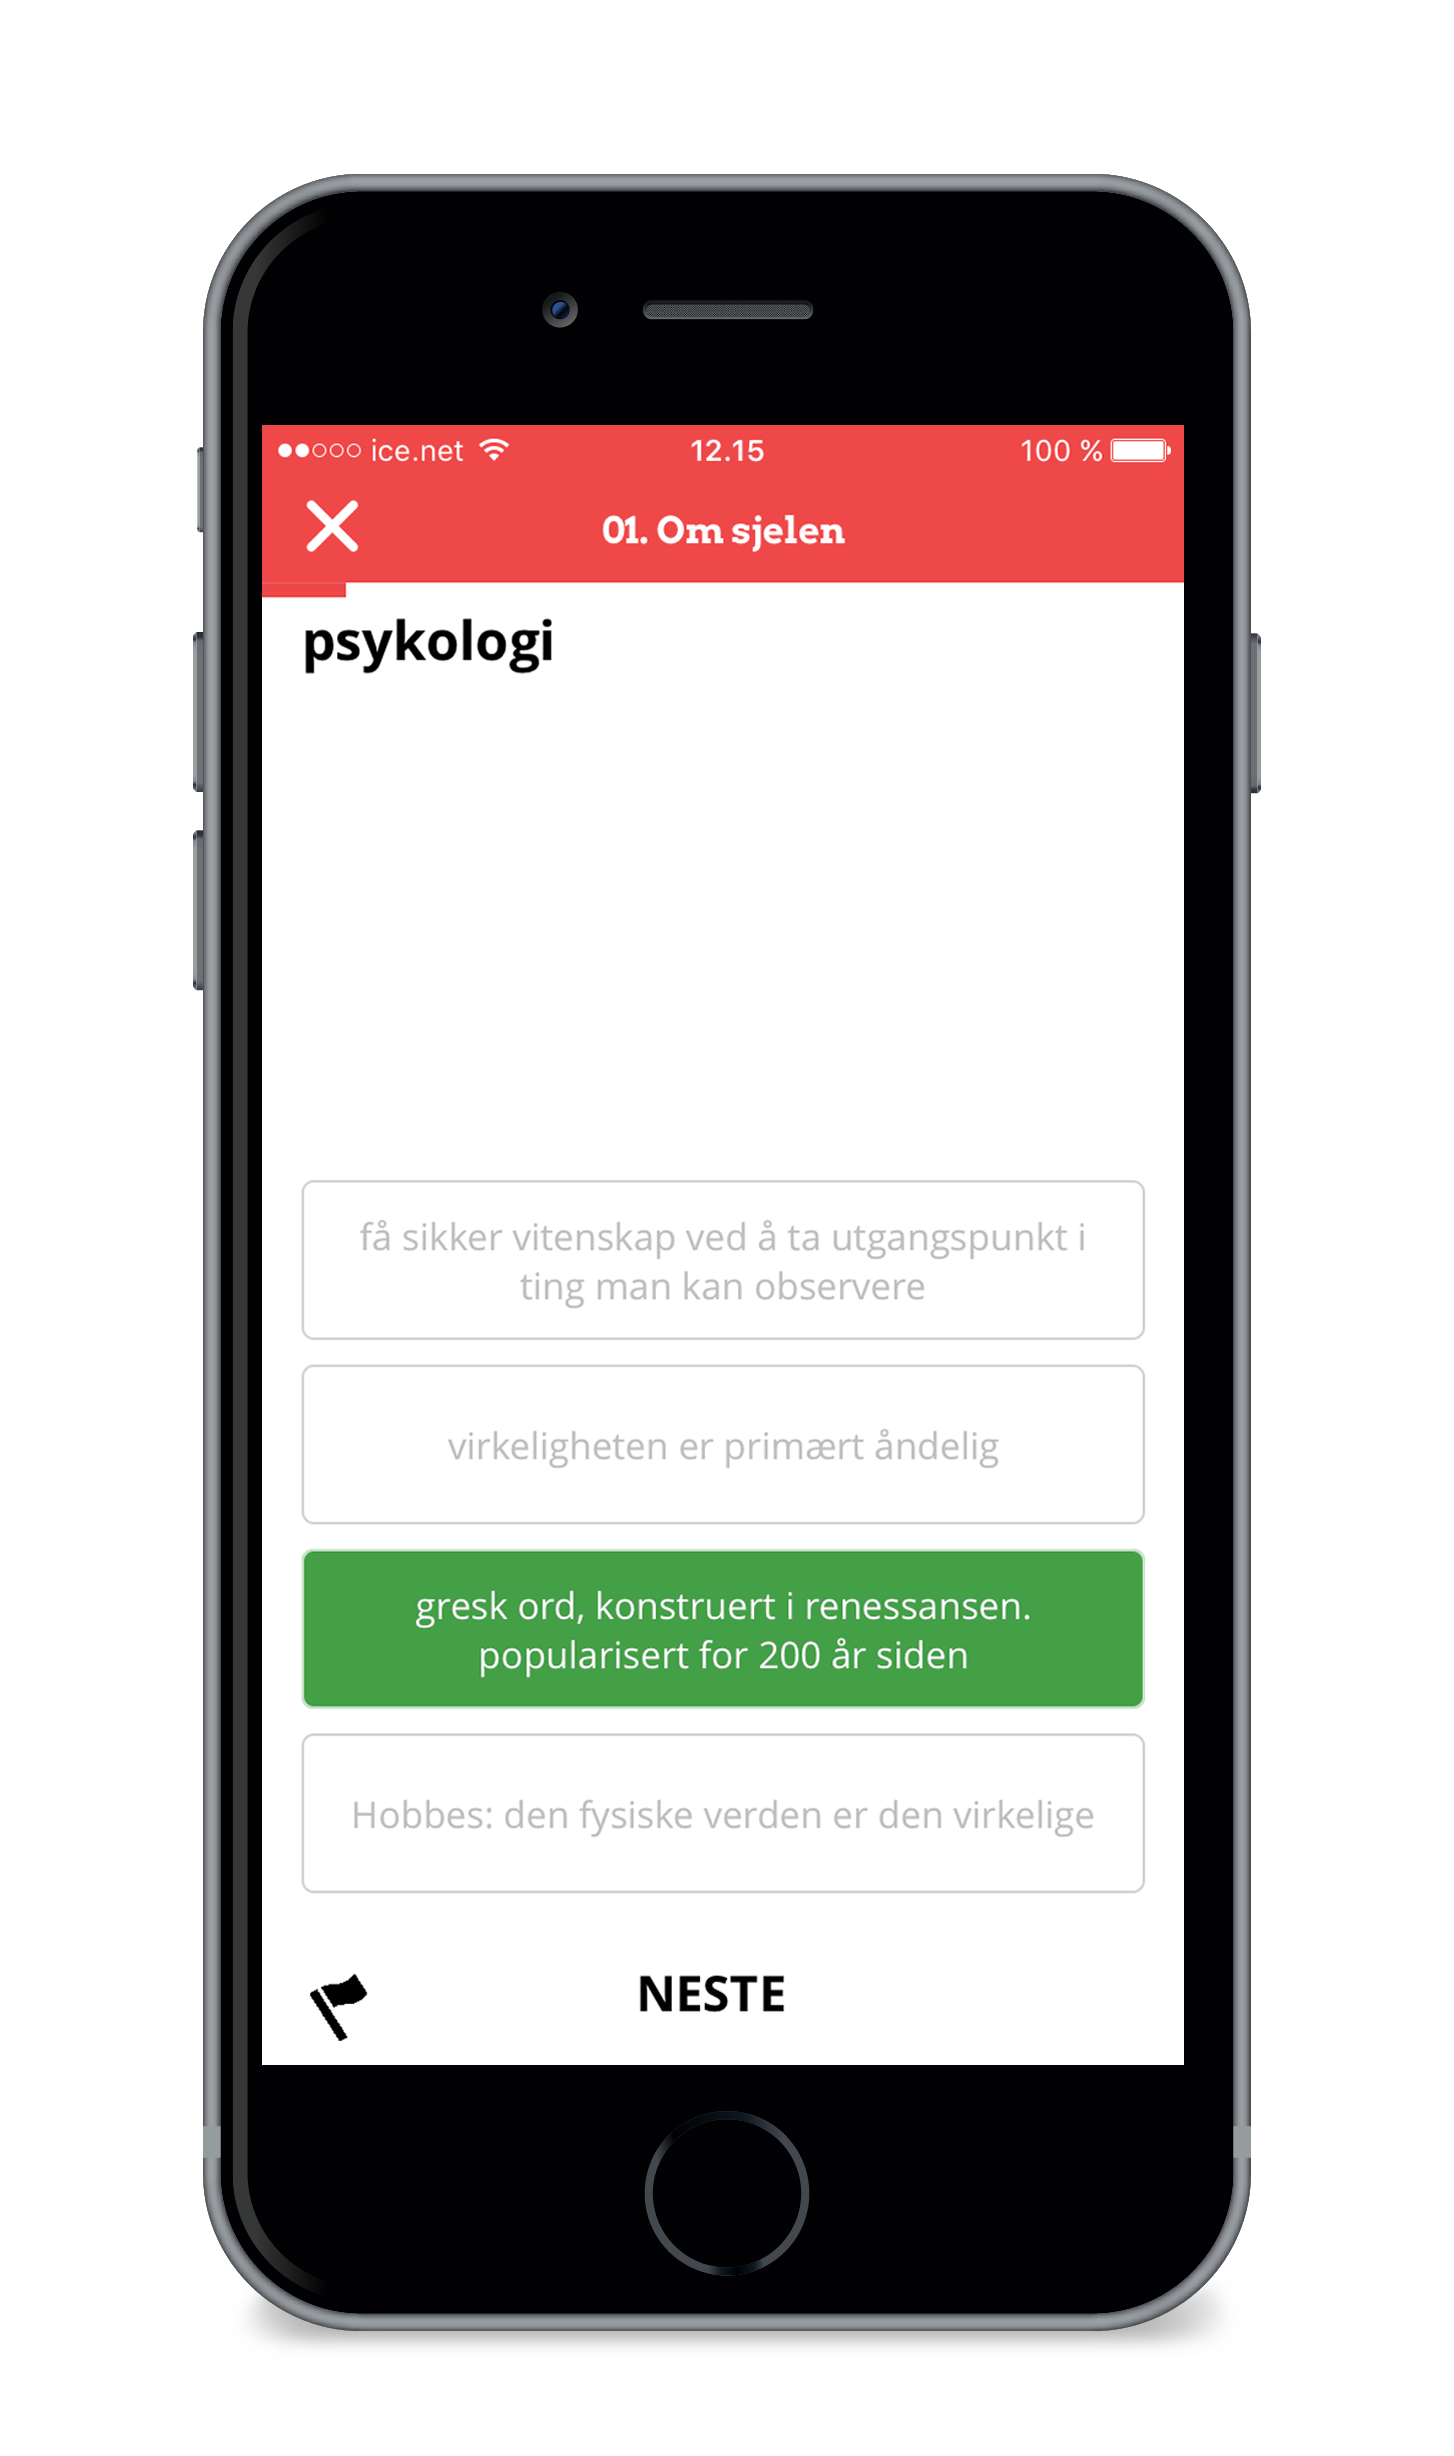 ice.net 12.15 100 %
01. Om sjelen
psykologi
få sikker vitenskap ved å ta utgangspunkt i
ting man kan observere
virkeligheten er primært åndelig
gresk ord, konstruert i renessansen.
popularisert for 200 år siden
Hobbes: den fysiske verden er den virkelige
NESTE